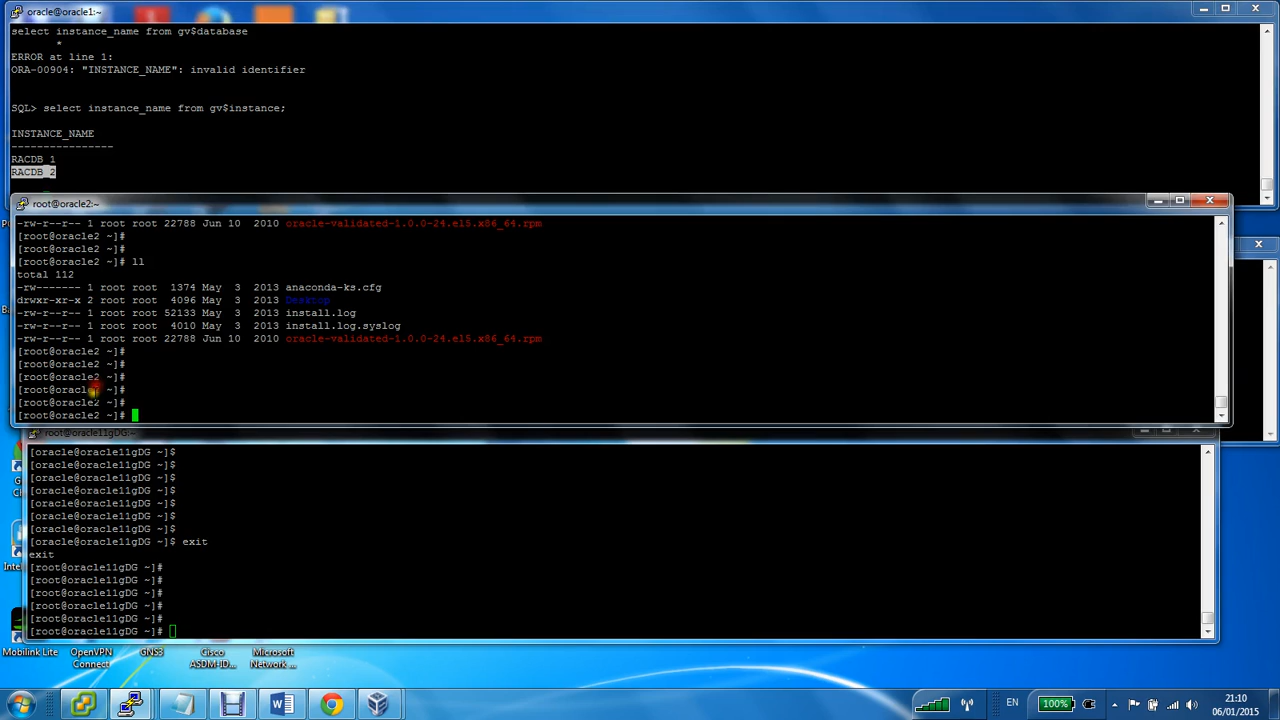 oracle@oracle1:~
select instance_name from gv$database
*
ERROR at line 1:
ORA-00904: "INSTANCE_NAME": invalid identifier
SQL> select instance_name from gv$instance;
INSTANCE_NAME
----------------
RACDB_1
RACDB_2
root@oracle2:~
-rw-r--r-- 1 root root 22788 Jun 10  2010 oracle-validated-1.0.0-24.el5.x86_64.rpm
[root@oracle2 ~]#
[root@oracle2 ~]#
[root@oracle2 ~]# ll
total 112
-rw------- 1 root root  1374 May  3  2013 anaconda-ks.cfg
drwxr-xr-x 2 root root  4096 May  3  2013 Desktop
-rw-r--r-- 1 root root 52133 May  3  2013 install.log
-rw-r--r-- 1 root root  4010 May  3  2013 install.log.syslog
-rw-r--r-- 1 root root 22788 Jun 10  2010 oracle-validated-1.0.0-24.el5.x86_64.rpm
[root@oracle2 ~]#
[root@oracle2 ~]#
[root@oracle2 ~]#
[root@oracle2 ~]#
[root@oracle2 ~]#
[root@oracle2 ~]#
root@oracle11gDG:~
[oracle@oracle11gDG ~]$
[oracle@oracle11gDG ~]$
[oracle@oracle11gDG ~]$
[oracle@oracle11gDG ~]$
[oracle@oracle11gDG ~]$
[oracle@oracle11gDG ~]$
[oracle@oracle11gDG ~]$
[oracle@oracle11gDG ~]$ exit
exit
[root@oracle11gDG ~]#
[root@oracle11gDG ~]#
[root@oracle11gDG ~]#
[root@oracle11gDG ~]#
[root@oracle11gDG ~]#
[root@oracle11gDG ~]#
Mobilink Lite
OpenVPN Connect
GNS3
Cisco ASDM-ID...
Microsoft Network ...
EN
100%
21:10
06/01/2015